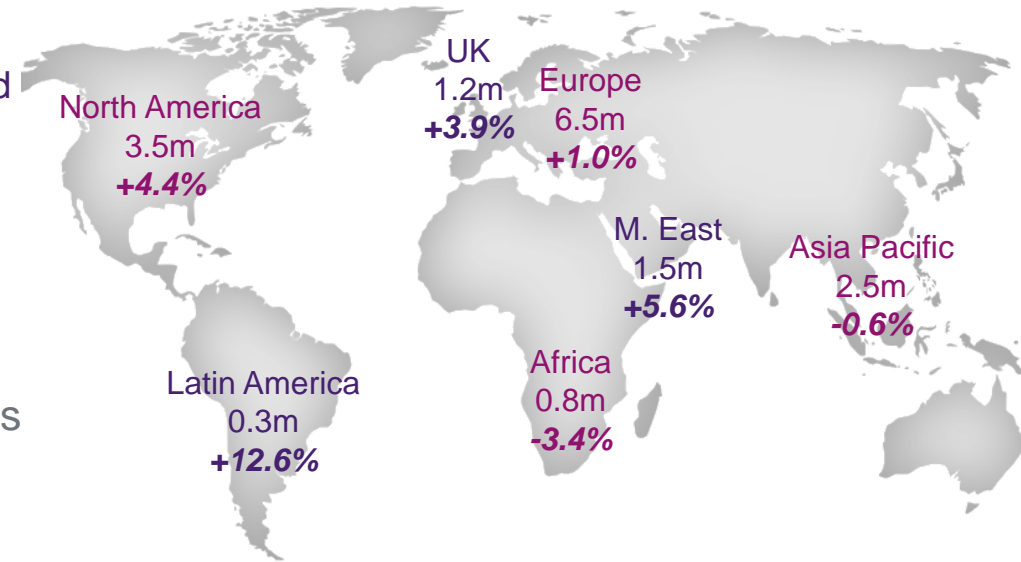 d
North America
3.5m
+4.4%
UK
1.2m
+3.9%
Europe
6.5m
+1.0%
M. East
1.5m
+5.6%
Asia Pacific
2.5m
-0.6%
Latin America
0.3m
+12.6%
Africa
0.8m
-3.4%
s